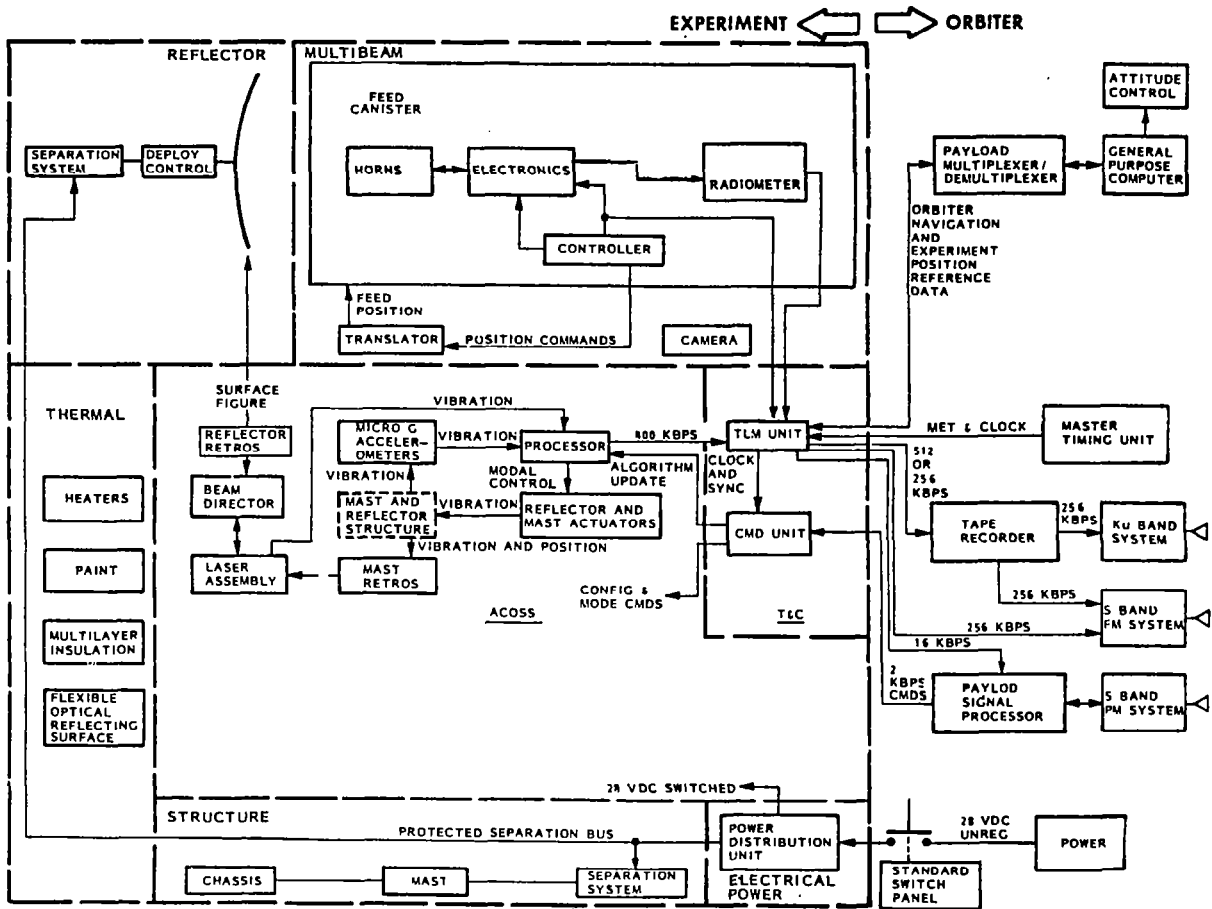 EXPERIMENT
ORBITER
REFLECTOR
SEPARATION
SYSTEM
DEPLOY
CONTROL
MULTIBEAM
FEED
CANISTER
HORNS
ELECTRONICS
RADIOMETER
CONTROLLER
FEED
POSITION
TRANSLATOR
POSITION COMMANDS
CAMERA
ATTITUDE
CONTROL
PAYLOAD
MULTIPLEXER/
DEMULTIPLEXER
GENERAL
PURPOSE
COMPUTER
ORBITER
NAVIGATION
AND
EXPERIMENT
POSITION
REFERENCE
DATA
THERMAL
HEATERS
PAINT
MULTILAYER
INSULATION
FLEXIBLE
OPTICAL
REFLECTING
SURFACE
SURFACE
FIGURE
REFLECTOR
RETROS
BEAM
DIRECTOR
LASER
ASSEMBLY
VIBRATION
MICRO G
ACCELER-
OMETERS
VIBRATION
PROCESSOR
400 KBPS
VIBRATION
MODAL
CONTROL
ALGORITHM
UPDATE
MAST AND
REFLECTOR
STRUCTURE
VIBRATION
REFLECTOR AND
MAST ACTUATORS
VIBRATION AND POSITION
MAST
RETROS
CONFIG &
MODE CMDS
ACOSS
TLM UNIT
CLOCK
AND
SYNC
CMD UNIT
T&C
MET & CLOCK
MASTER
TIMING UNIT
512
OR
256
KBPS
TAPE
RECORDER
256
KBPS
Ku BAND
SYSTEM
256 KBPS
S BAND
FM SYSTEM
256 KBPS
16 KBPS
2
KBPS
CMDS
PAYLOD
SIGNAL
PROCESSOR
S BAND
PM SYSTEM
28 VDC SWITCHED
STRUCTURE
PROTECTED SEPARATION BUS
CHASSIS
MAST
SEPARATION
SYSTEM
POWER
DISTRIBUTION
UNIT
ELECTRICAL
POWER
28 VDC
UNREG
POWER
STANDARD
SWITCH
PANEL